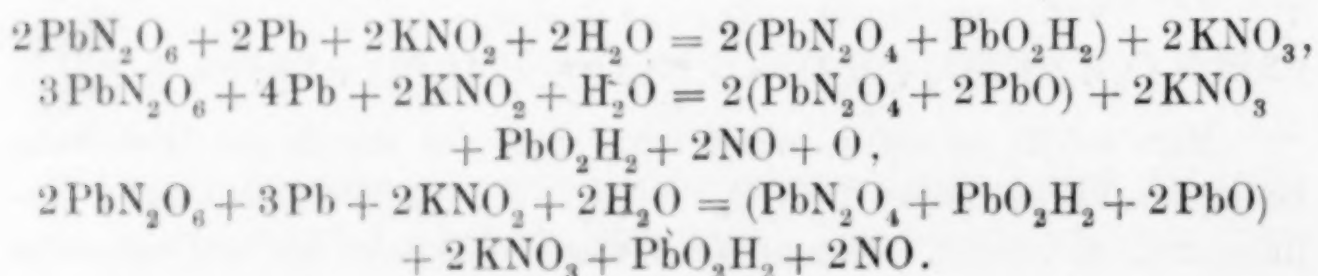 2PbN₂O₆ + 2Pb + 2KNO₂ + 2H₂O = 2(PbN₂O₄ + PbO₂H₂) + 2KNO₃,
3PbN₂O₆ + 4Pb + 2KNO₂ + H₂O = 2(PbN₂O₄ + 2PbO) + 2KNO₃
+ PbO₂H₂ + 2NO + O,
2PbN₂O₆ + 3Pb + 2KNO₂ + 2H₂O = (PbN₂O₄ + PbO₂H₂ + 2PbO)
+ 2KNO₃ + PbO₂H₂ + 2NO.